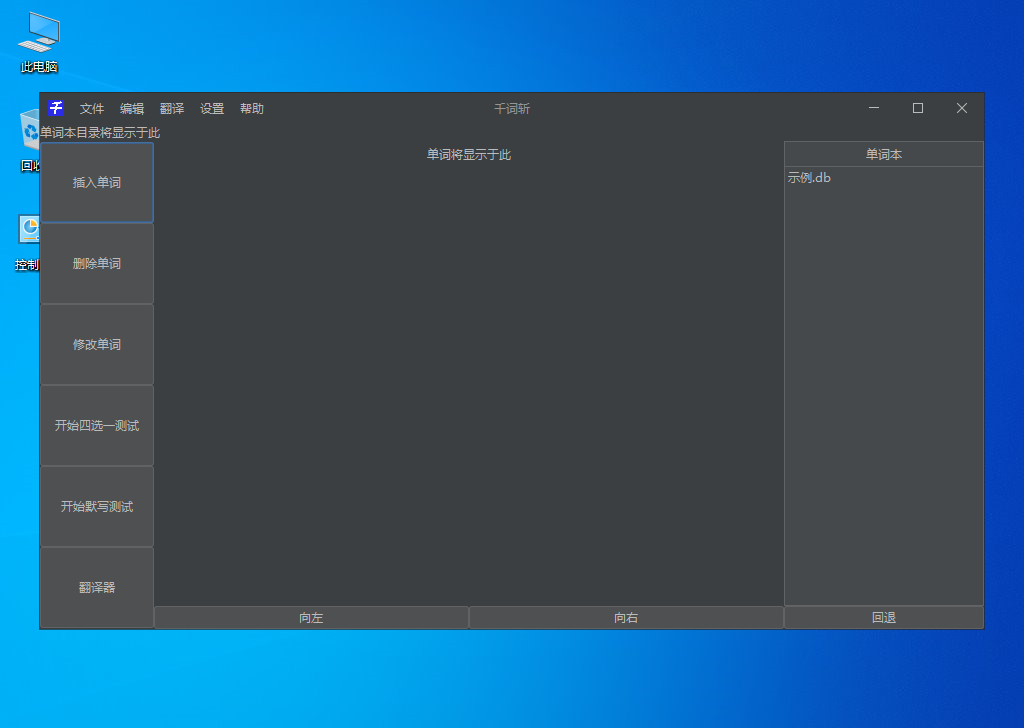 此电脑
千 文件 编辑 翻译 设置 帮助 千词斩
单词本目录将显示于此
回收
控制
插入单词
删除单词
修改单词
开始四选一测试
开始默写测试
翻译器
单词将显示于此
向左 向右
单词本
示例.db
回退